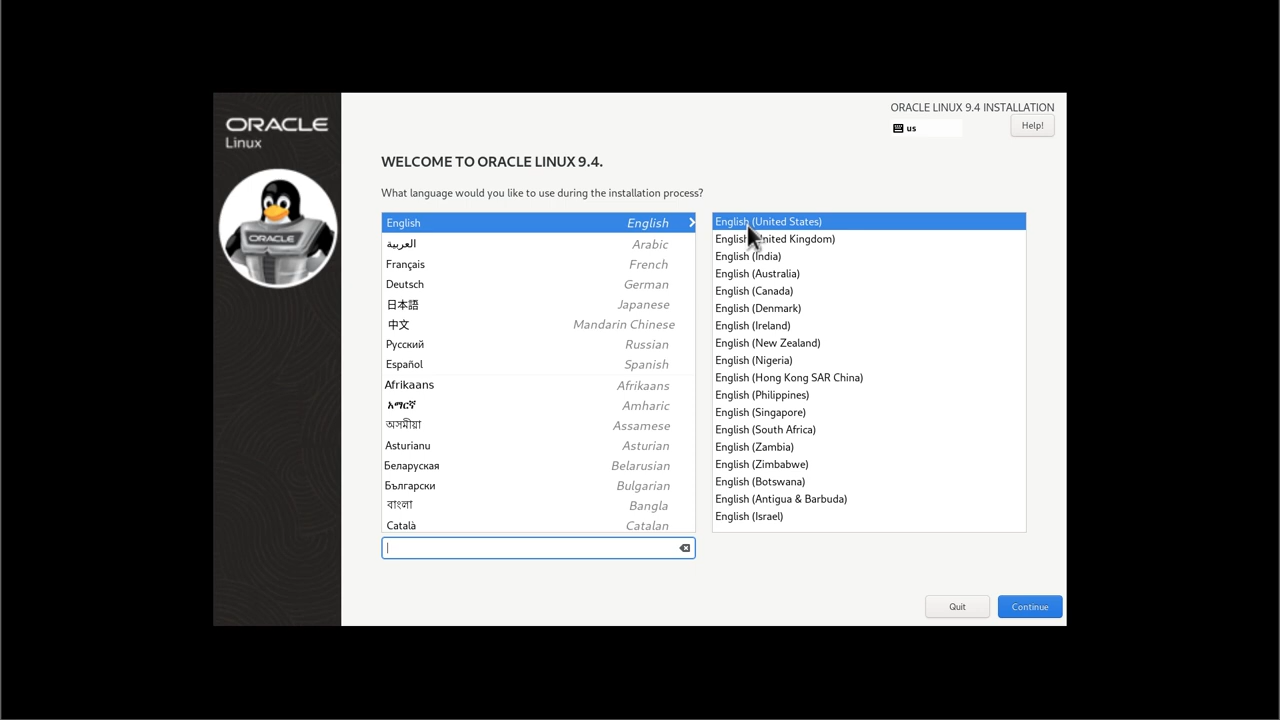 ORACLE
Linux
ORACLE
ORACLE LINUX 9.4 INSTALLATION
us
Help!
WELCOME TO ORACLE LINUX 9.4.
What language would you like to use during the installation process?
English English
العربية Arabic
Français French
Deutsch German
日本語 Japanese
中文 Mandarin Chinese
Русский Russian
Español Spanish
Afrikaans Afrikaans
አማርኛ Amharic
অসমীয়া Assamese
Asturianu Asturian
Беларуская Belarusian
Български Bulgarian
বাংলা Bangla
Català Catalan
English (United States)
English (United Kingdom)
English (India)
English (Australia)
English (Canada)
English (Denmark)
English (Ireland)
English (New Zealand)
English (Nigeria)
English (Hong Kong SAR China)
English (Philippines)
English (Singapore)
English (South Africa)
English (Zambia)
English (Zimbabwe)
English (Botswana)
English (Antigua & Barbuda)
English (Israel)
Quit
Continue